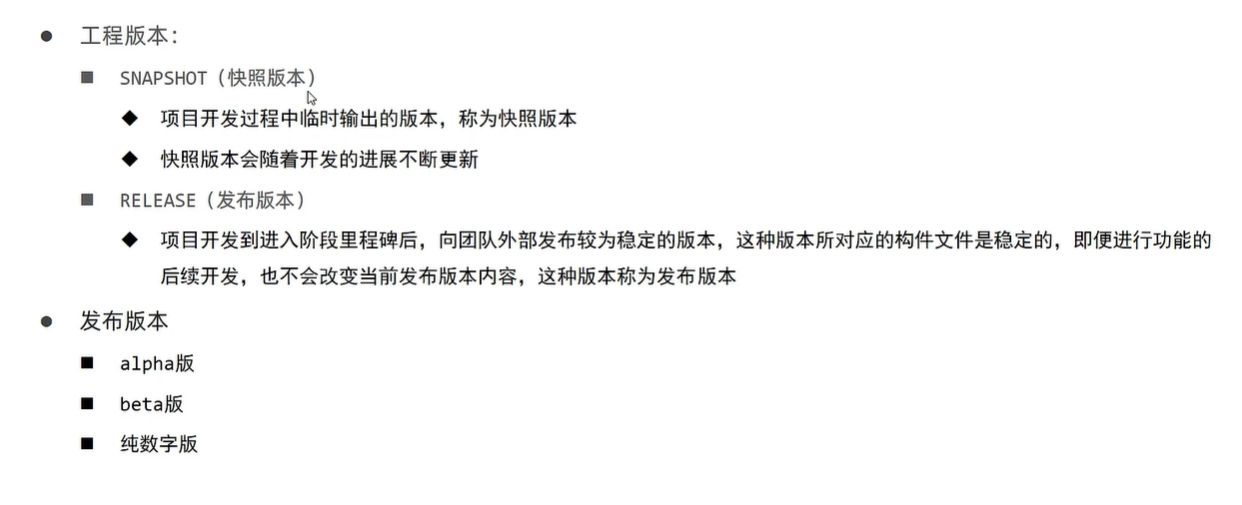 工程版本：
SNAPSHOT（快照版本）
项目开发过程中临时输出的版本，称为快照版本
快照版本会随着开发的进展不断更新
RELEASE（发布版本）
项目开发到进入阶段里程碑后，向团队外部发布较为稳定的版本，这种版本所对应的构件文件是稳定的，即便进行功能的
后续开发，也不会改变当前发布版本内容，这种版本称为发布版本
发布版本
alpha版
beta版
纯数字版